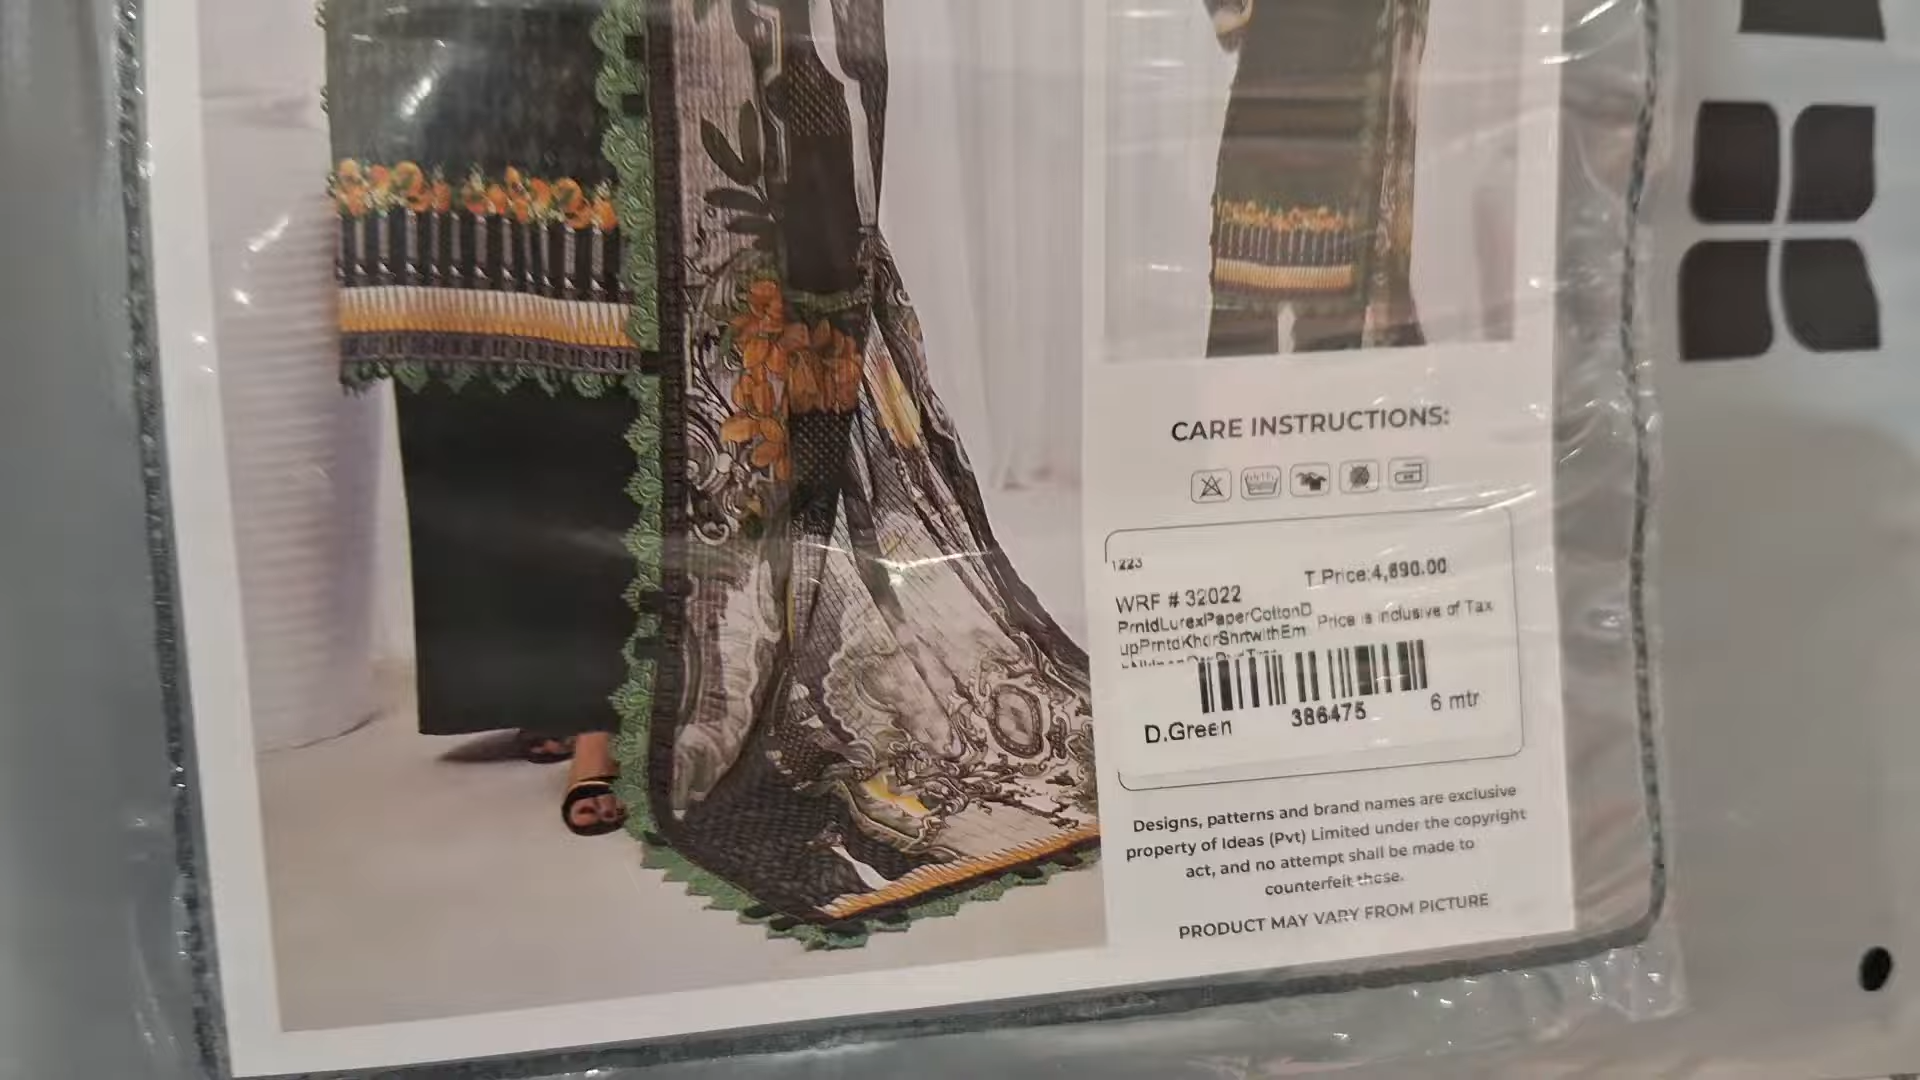 CARE INSTRUCTIONS:
1223
T.Price:4,690.00
WRF # 32022
PrntdLurexPaperCottonD
Price is inclusive of Tax
upPrntdKhdrShrtwithEm
D.Green
386475
6 mtr
Designs, patterns and brand names are exclusive
property of Ideas (Pvt) Limited under the copyright
act, and no attempt shall be made to
counterfeit these.
PRODUCT MAY VARY FROM PICTURE